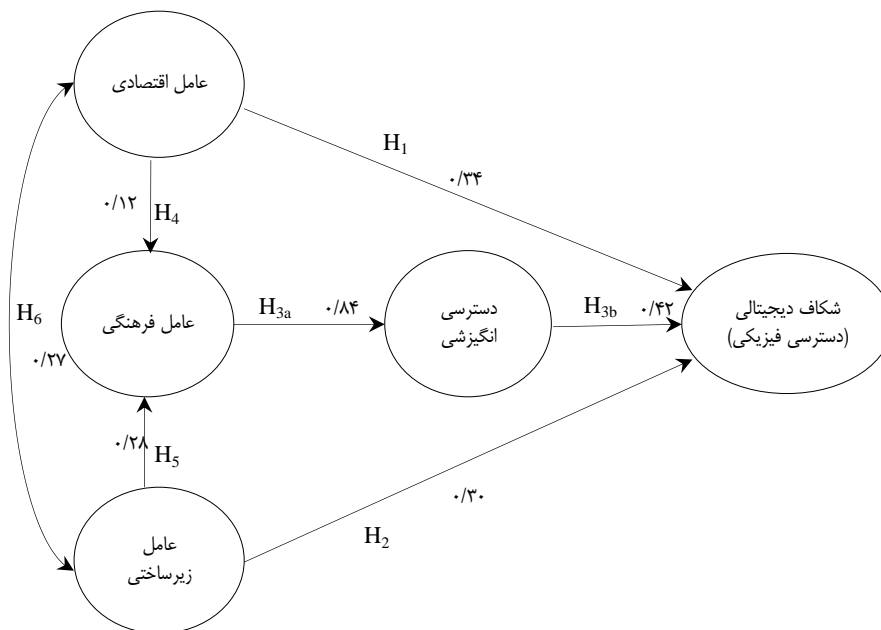 عامل اقتصادی
H1
۰/۳۴
۰/۱۲
H4
H6
۰/۲۷
عامل فرهنگی
H3a
۰/۸۴
دسترسی
انگیزشی
H3b
۰/۴۲
شکاف دیجیتالی
(دسترسی فیزیکی)
۰/۲۸
H5
۰/۳۰
H2
عامل
زیرساختی